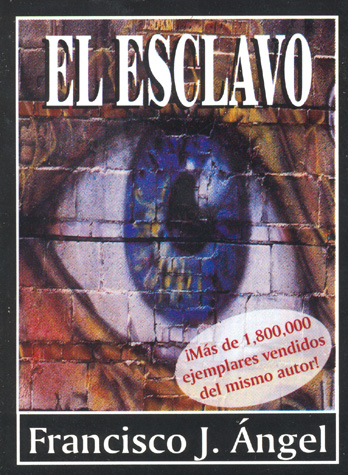 EL ESCLAVO
¡Más de 1,800,000
ejemplares vendidos
del mismo autor!
Francisco J. Ángel